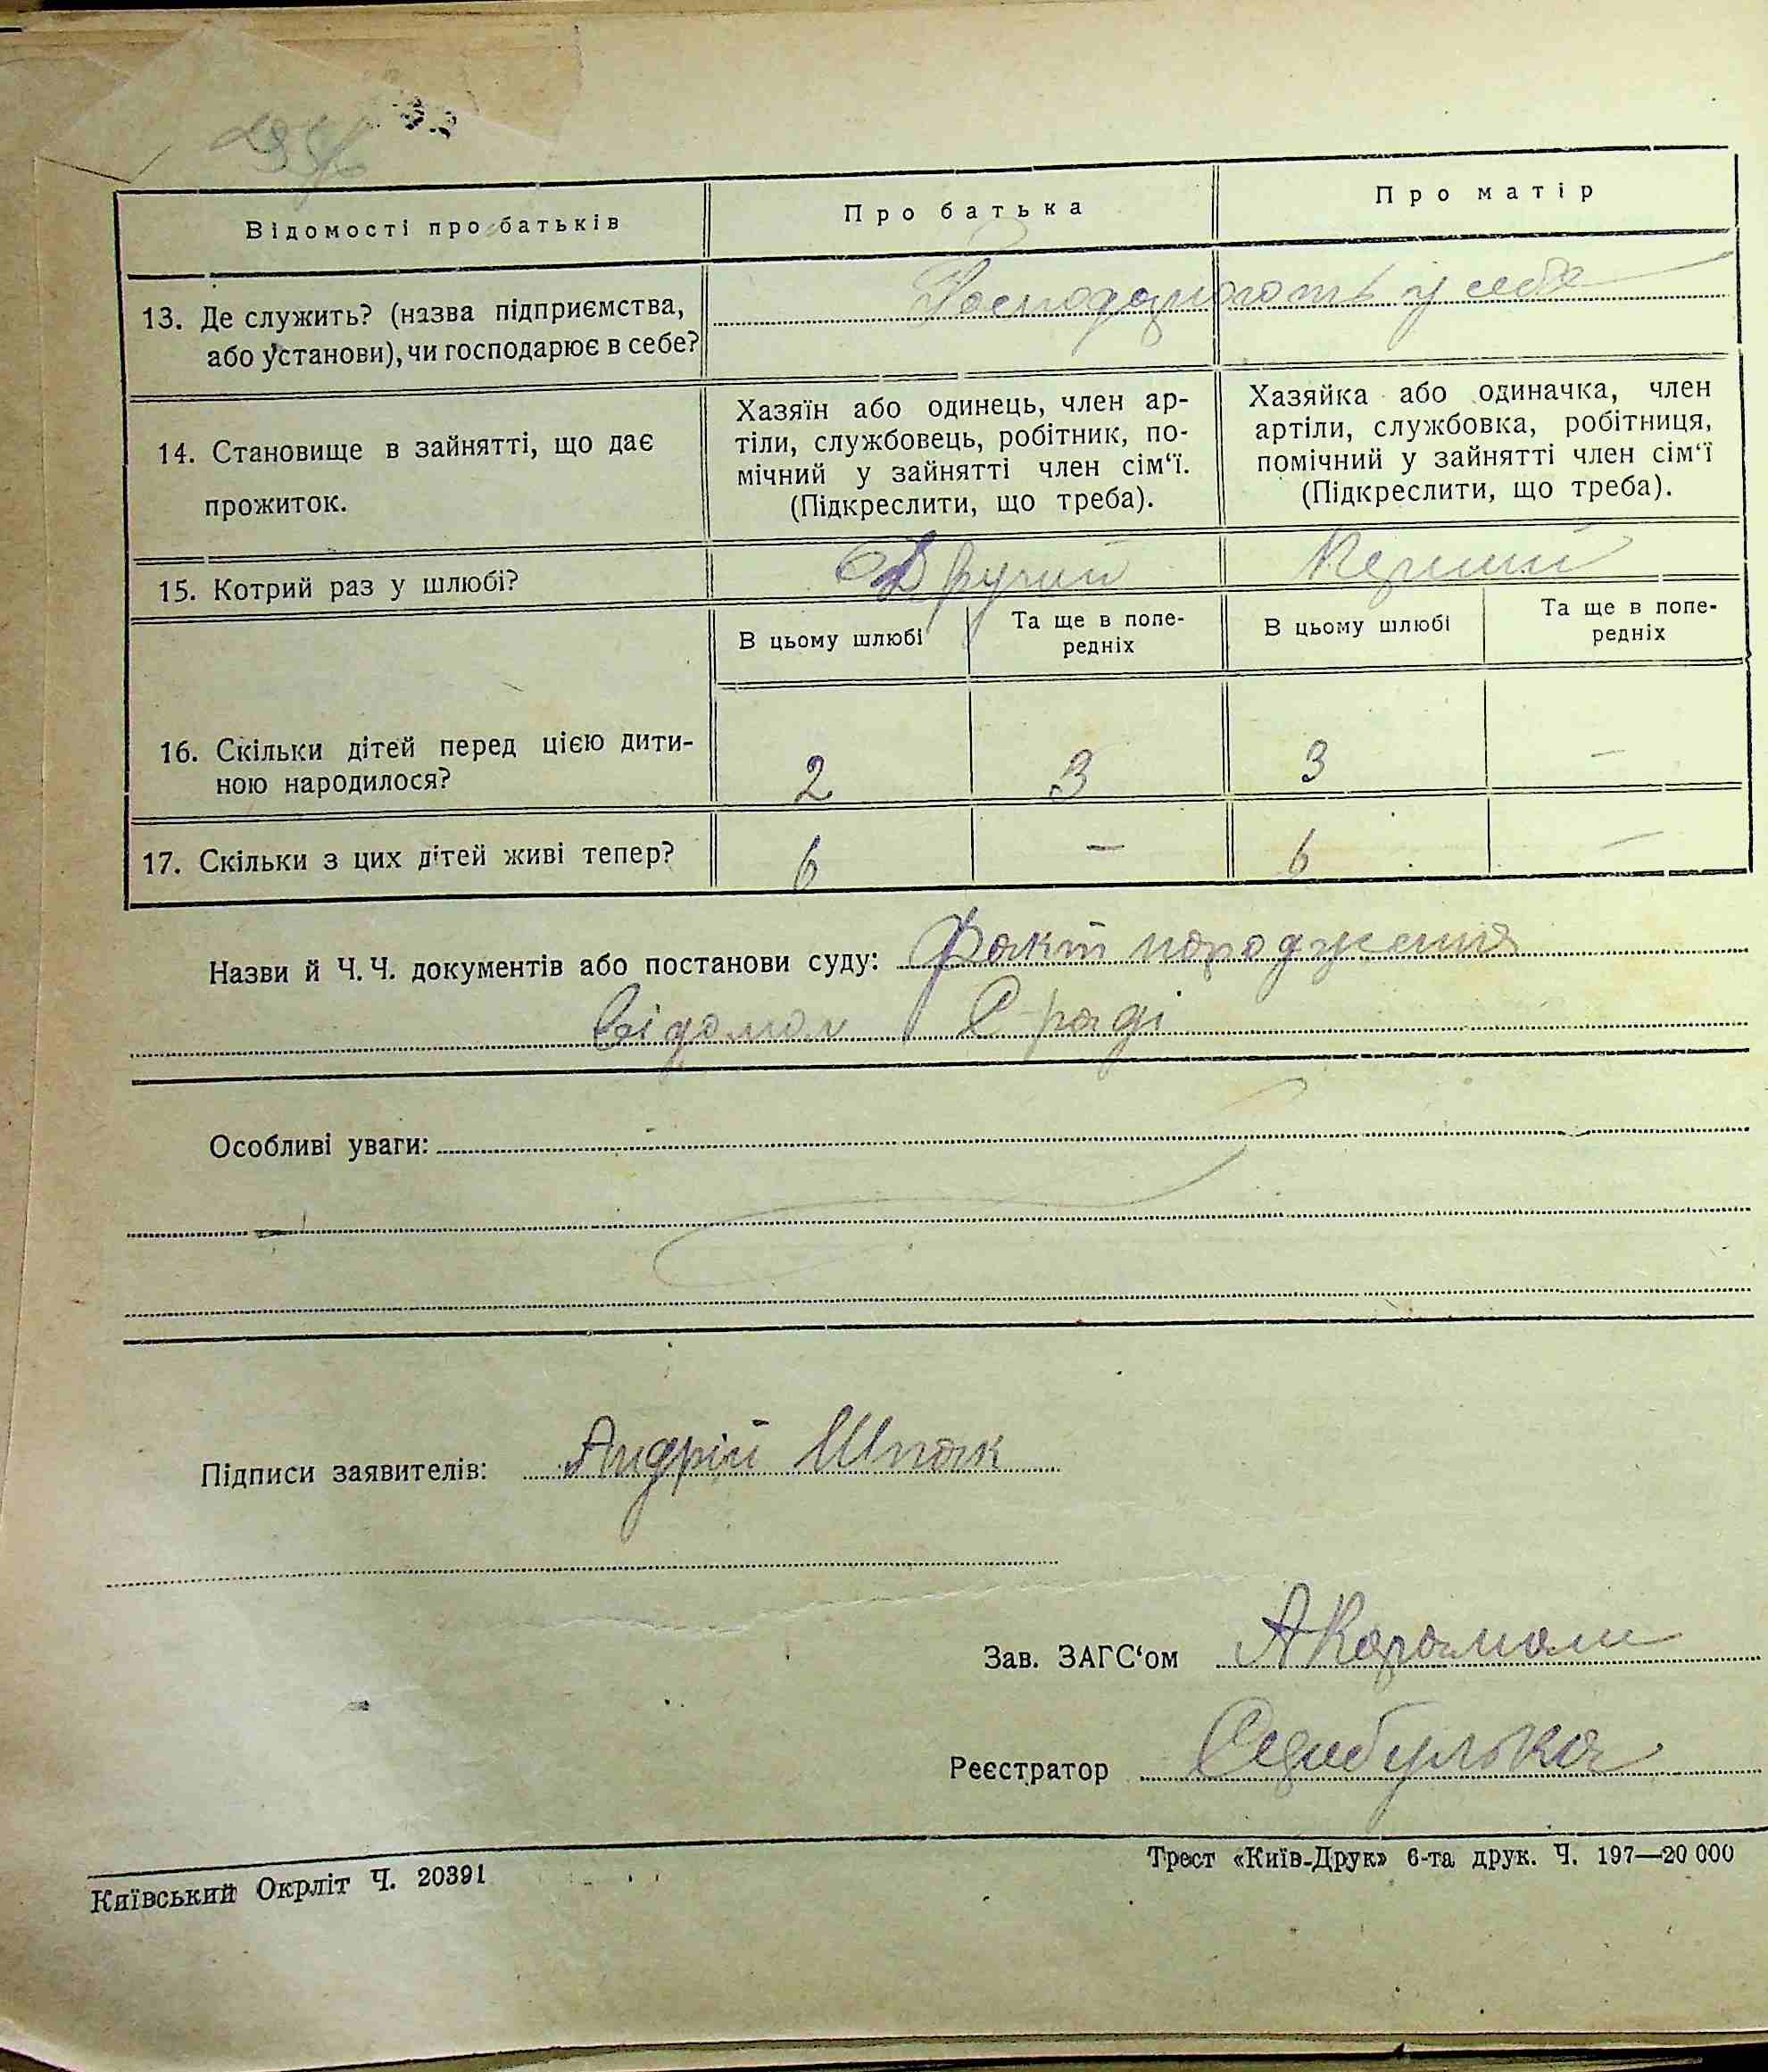 Відомості про батьків
Про батька
Про матір
13. Де служить? (назва підприємства,
або установи), чи господарює в себе?
Господарюють у себе
14. Становище в зайнятті, що дає
прожиток.
Хазяїн або одинець, член ар-
тіли, службовець, робітник, по-
мічний у зайнятті член сім‘ї.
(Підкреслити, що треба).
Хазяйка або одиначка, член
артіли, службовка, робітниця,
помічний у зайнятті член сім‘ї
(Підкреслити, що треба).
15. Котрий раз у шлюбі?
Другий
Перший
В цьому шлюбі
Та ще в попе-
редніх
В цьому шлюбі
Та ще в попе-
редніх
16. Скільки дітей перед цією дити-
ною народилося?
2 3 3 —
17. Скільки з цих дітей живі тепер?
6 — 6 —
Назви й Ч. Ч. документів або постанови суду: Факт народження
відомий С-раді
Особливі уваги:
Підписи заявителів: Андрій Шпак
Зав. ЗАГС‘ом
Реєстратор
Київський Окрліт Ч. 20391
Трест «Київ-Друк» 6-та друк. Ч. 197—20 000